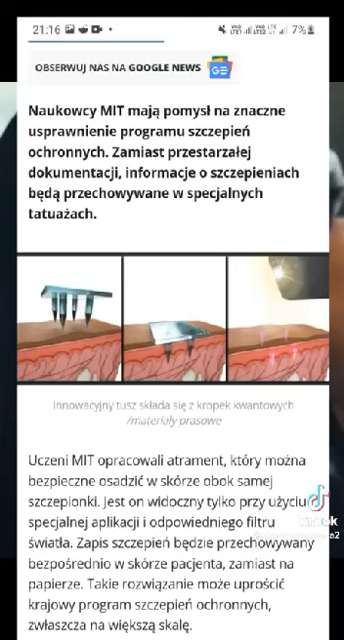 21:16
7%
OBSERWUJ NAS NA GOOGLE NEWS GE
Naukowcy MIT mają pomysł na znaczne
usprawnienie programu szczepień
ochronnych. Zamiast przestarzałej
dokumentacji, informacje o szczepieniach
będą przechowywane w specjalnych
tatuażach.
Innowacyjny tusz składa się z kropek kwantowych
/materiały prasowe
Uczeni MIT opracowali atrament, który można
bezpieczne osadzić w skórze obok samej
szczepionki. Jest on widoczny tylko przy użyciu
specjalnej aplikacji i odpowiedniego filtru
światła. Zapis szczepień będzie przechowywany
bezpośrednio w skórze pacjenta, zamiast na
papierze. Takie rozwiązanie może uprościć
krajowy program szczepień ochronnych,
zwłaszcza na większą skalę.
TikTok